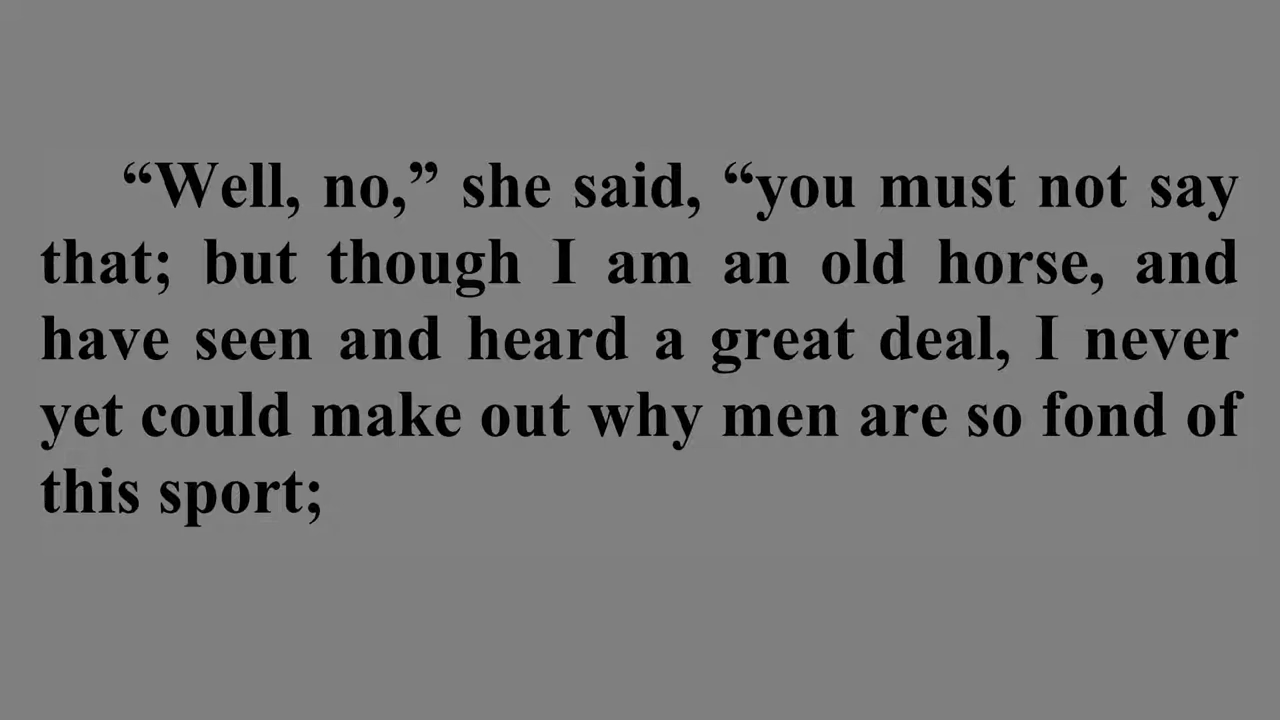 “Well, no,” she said, “you must not say
that; but though I am an old horse, and
have seen and heard a great deal, I never
yet could make out why men are so fond of
this sport;